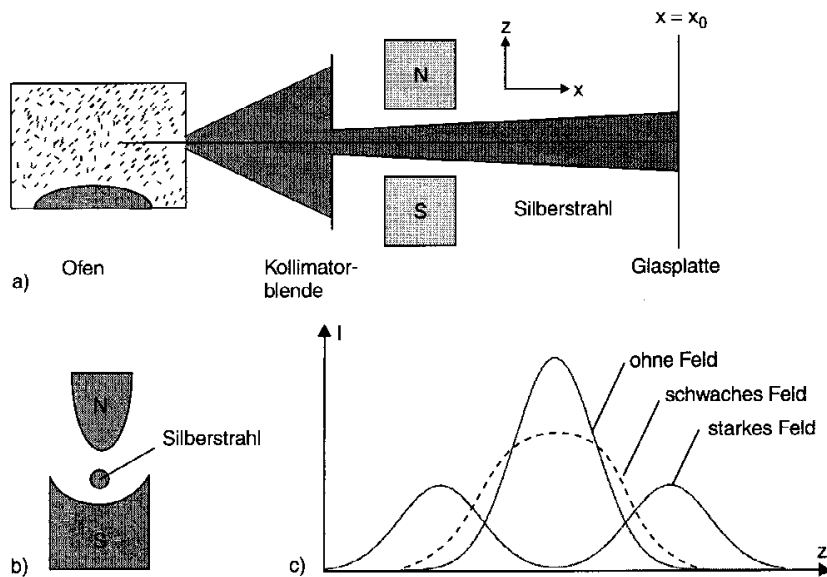 x = x₀
z
N
x
S
Silberstrahl
Ofen
Kollimator-
blende
Glasplatte
a)
I
ohne Feld
schwaches Feld
starkes Feld
N
Silberstrahl
S
b)
c)
z